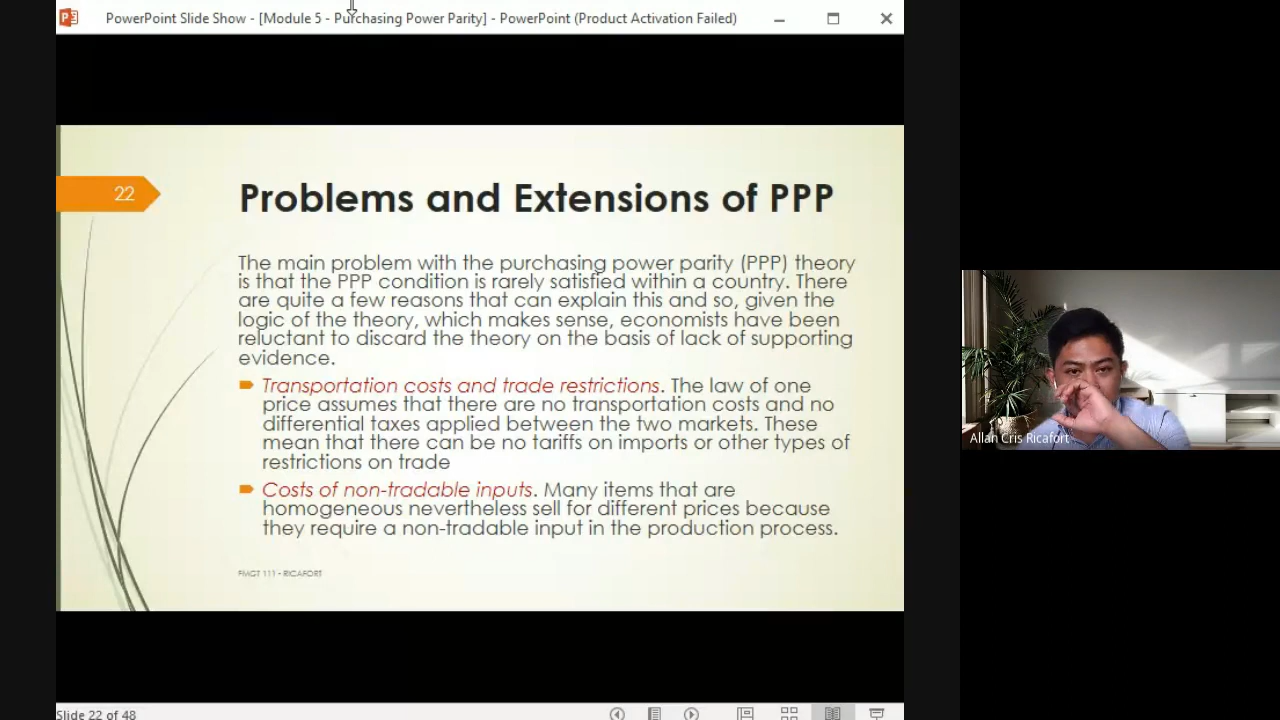 PowerPoint Slide Show - [Module 5 - Purchasing Power Parity] - PowerPoint (Product Activation Failed)
22
Problems and Extensions of PPP
The main problem with the purchasing power parity (PPP) theory
is that the PPP condition is rarely satisfied within a country. There
are quite a few reasons that can explain this and so, given the
logic of the theory, which makes sense, economists have been
reluctant to discard the theory on the basis of lack of supporting
evidence.
Transportation costs and trade restrictions. The law of one
price assumes that there are no transportation costs and no
differential taxes applied between the two markets. These
mean that there can be no tariffs on imports or other types of
restrictions on trade
Costs of non-tradable inputs. Many items that are
homogeneous nevertheless sell for different prices because
they require a non-tradable input in the production process.
FMGT 111 - RICAFORT
Allan Cris Ricafort
Slide 22 of 48